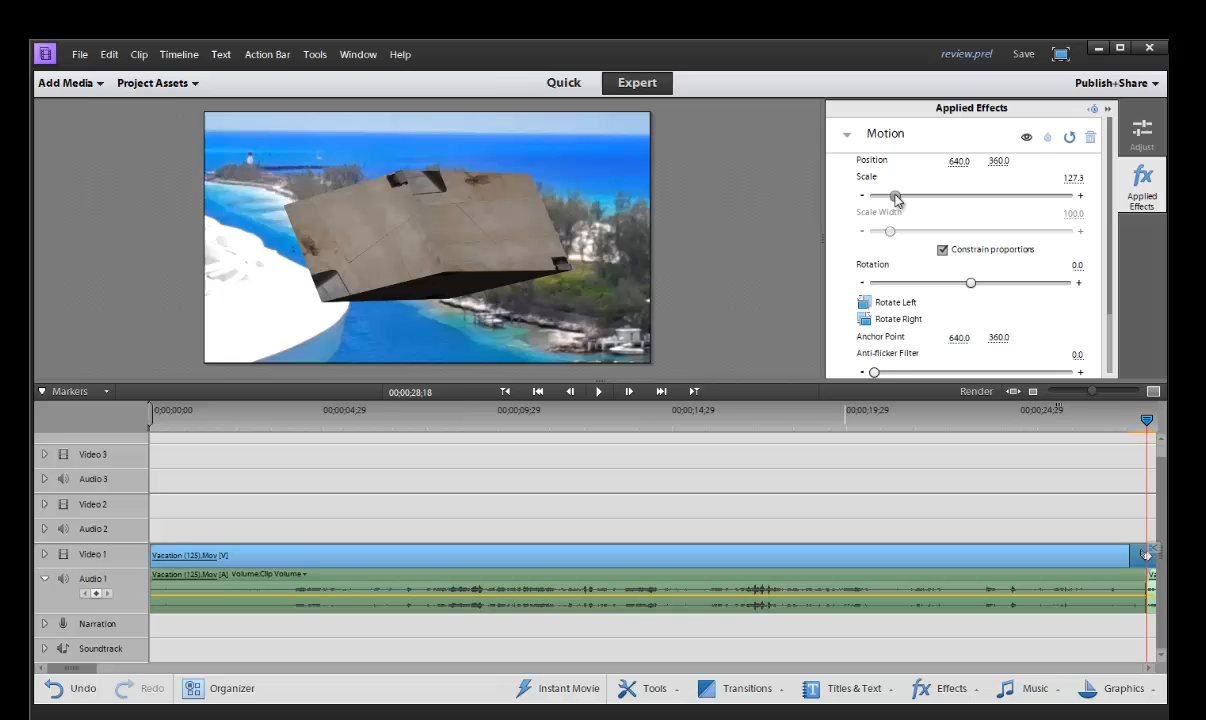 File Edit Clip Timeline Text Action Bar Tools Window Help review.prel Save
Add Media Project Assets Quick Expert Publish+Share
Applied Effects
Motion
Adjust
Position 640.0 360.0
Scale 127.3
- +
Applied
Effects
Scale Width 100.0
- +
Constrain proportions
Rotation 0.0
- +
Rotate Left
Rotate Right
Anchor Point 640.0 360.0
Anti-flicker Filter 0.0
- +
Markers 00;00;28;18 Render
0;00;00;00 00;00;04;29 00;00;09;29 00;00;14;29 00;00;19;29 00;00;24;29
Video 3
Audio 3
Video 2
Audio 2
Video 1 Vacation (125).Mov [V]
Audio 1 Vacation (125).Mov [A] Volume:Clip Volume Va
Narration
Soundtrack
Undo Redo Organizer Instant Movie Tools Transitions Titles & Text Effects Music Graphics